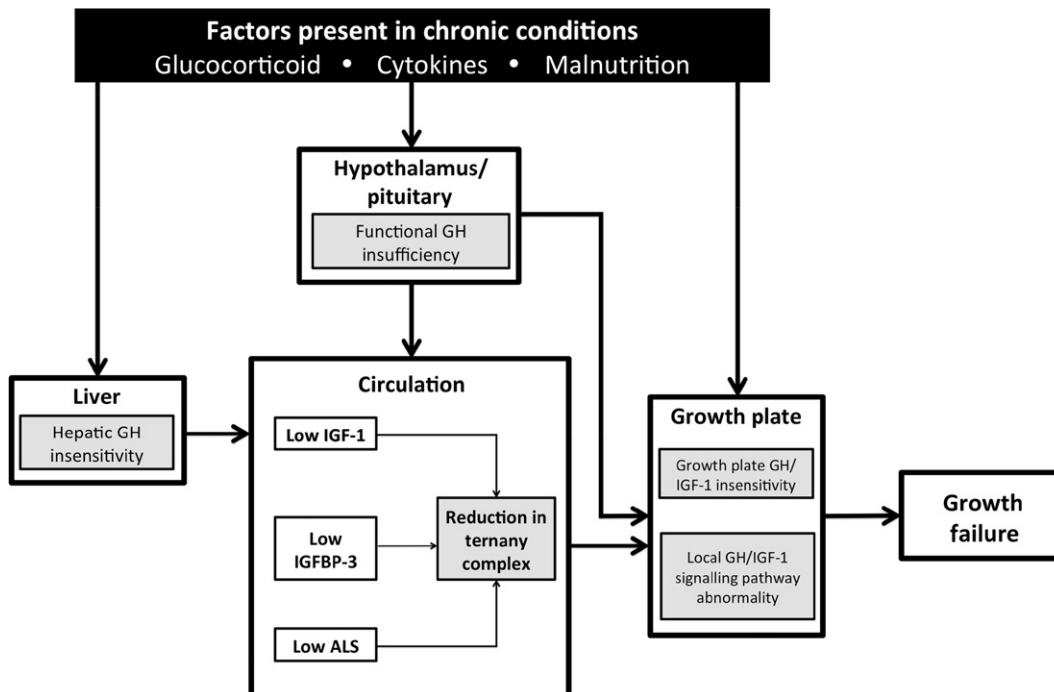 Factors present in chronic conditions
Glucocorticoid • Cytokines • Malnutrition
Hypothalamus/
pituitary
Functional GH
insufficiency
Liver
Hepatic GH
insensitivity
Circulation
Low IGF-1
Low
IGFBP-3
Low ALS
Reduction in
ternany
complex
Growth plate
Growth plate GH/
IGF-1 insensitivity
Local GH/IGF-1
signalling pathway
abnormality
Growth
failure